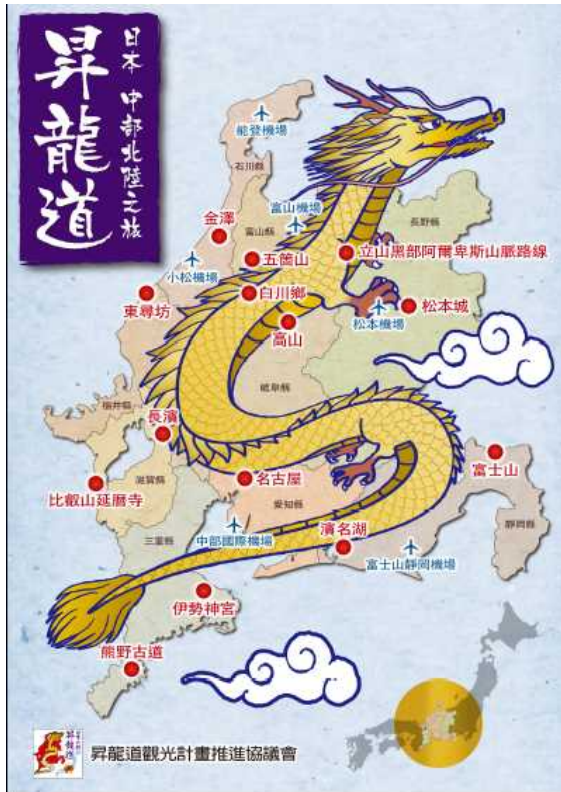 日本 中部北陸之旅
昇龍道
能登機場
石川縣
富山機場
長野縣
金澤
富山縣
五箇山
立山黑部阿爾卑斯山脈路線
小松機場
白川鄉
東尋坊
松本機場
松本城
高山
岐阜縣
福井縣
長濱
富士山
名古屋
滋賀縣
比叡山延曆寺
愛知縣
靜岡縣
三重縣
中部國際機場
濱名湖
富士山靜岡機場
伊勢神宮
熊野古道
昇龍道觀光計畫推進協議會